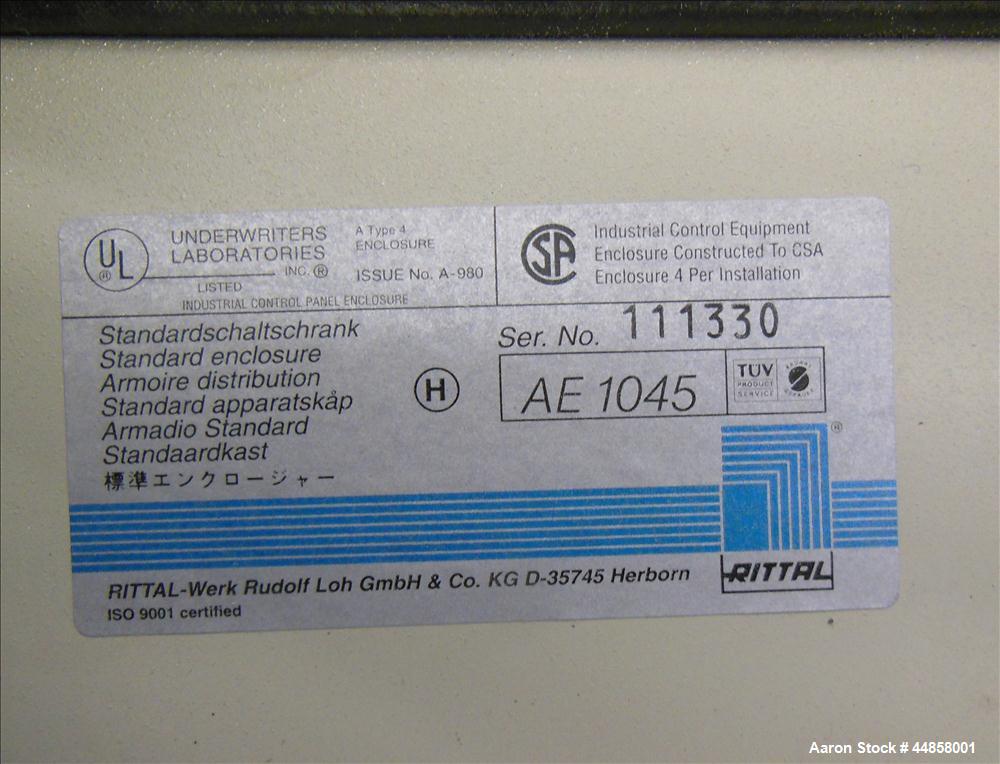 UL ®
UNDERWRITERS
LABORATORIES
INC. ®
LISTED
INDUSTRIAL CONTROL PANEL ENCLOSURE
A Type 4
ENCLOSURE
ISSUE No. A-980
SA
Industrial Control Equipment
Enclosure Constructed To CSA
Enclosure 4 Per Installation
Standardschaltschrank
Standard enclosure
Armoire distribution
Standard apparatskåp
Armadio Standard
Standaardkast
標準エンクロージャー
H
Ser. No. 111330
AE 1045
TUV
PRODUCT
SERVICE
®
RITTAL
RITTAL-Werk Rudolf Loh GmbH & Co. KG D-35745 Herborn
ISO 9001 certified
Aaron Stock # 44858001